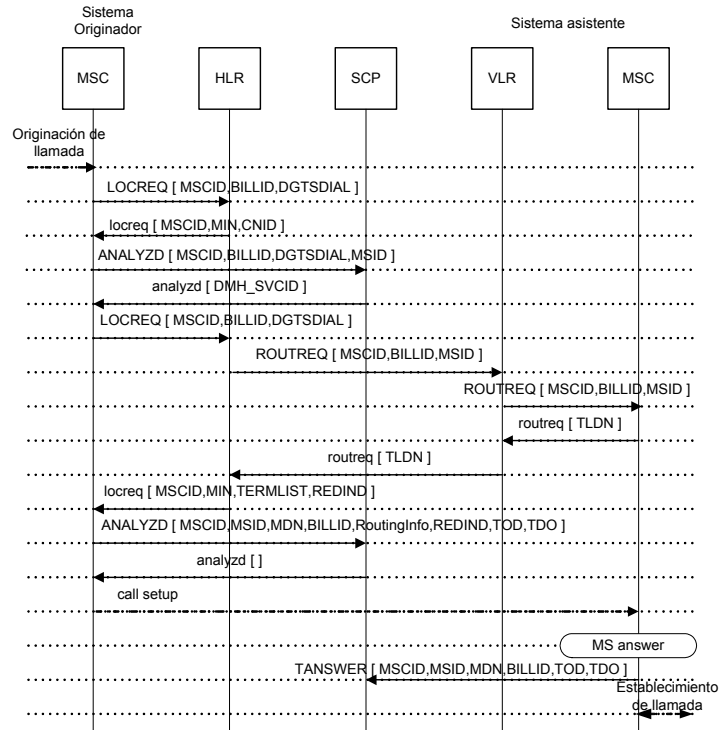 Sistema
Originador
Sistema asistente
MSC
HLR
SCP
VLR
MSC
Originación de
llamada
LOCREQ [ MSCID,BILLID,DGTSDIAL ]
locreq [ MSCID,MIN,CNID ]
ANALYZD [ MSCID,BILLID,DGTSDIAL,MSID ]
analyzd [ DMH_SVCID ]
LOCREQ [ MSCID,BILLID,DGTSDIAL ]
ROUTREQ [ MSCID,BILLID,MSID ]
ROUTREQ [ MSCID,BILLID,MSID ]
routreq [ TLDN ]
routreq [ TLDN ]
locreq [ MSCID,MIN,TERMLIST,REDIND ]
ANALYZD [ MSCID,MSID,MDN,BILLID,RoutingInfo,REDIND,TOD,TDO ]
analyzd [ ]
call setup
MS answer
TANSWER [ MSCID,MSID,MDN,BILLID,TOD,TDO ]
Establecimiento
de llamada